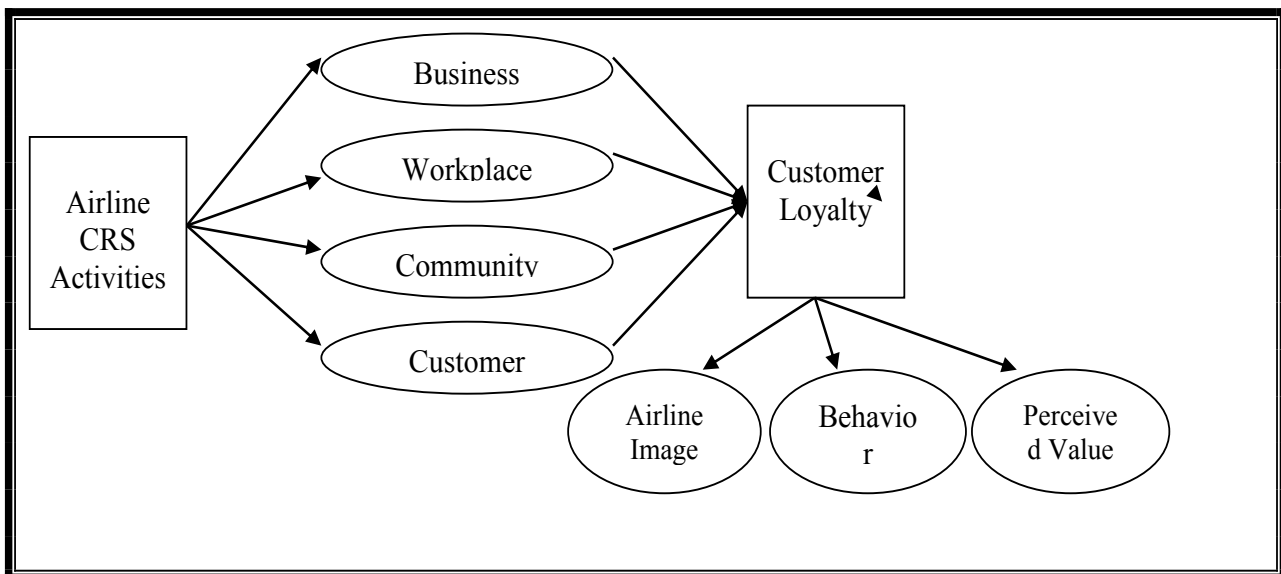 Business
Workplace
Community
Customer
Airline
CRS
Activities
Customer
Loyalty
Airline
Image
Behavio
r
Perceive
d Value